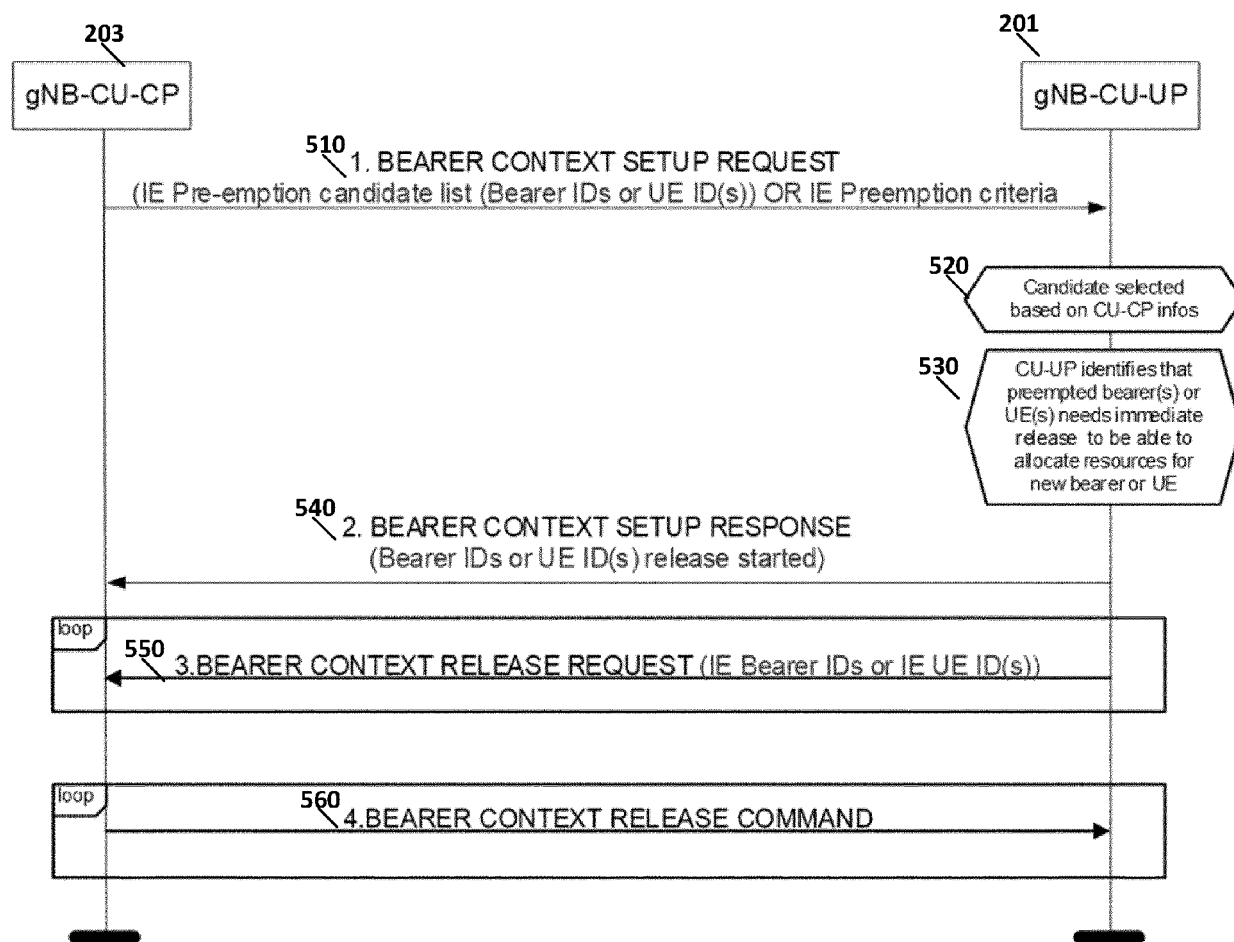 203
201
gNB-CU-CP
gNB-CU-UP
510
1. BEARER CONTEXT SETUP REQUEST
(IE Pre-emption candidate list (Bearer IDs or UE ID(s)) OR IE Preemption criteria
520
Candidate selected
based on CU-CP infos
530
CU-UP identifies that
preempted bearer(s) or
UE(s) needs immediate
release to be able to
allocate resources for
new bearer or UE
540
2. BEARER CONTEXT SETUP RESPONSE
(Bearer IDs or UE ID(s) release started)
loop
550
3.BEARER CONTEXT RELEASE REQUEST (IE Bearer IDs or IE UE ID(s))
loop
560
4.BEARER CONTEXT RELEASE COMMAND